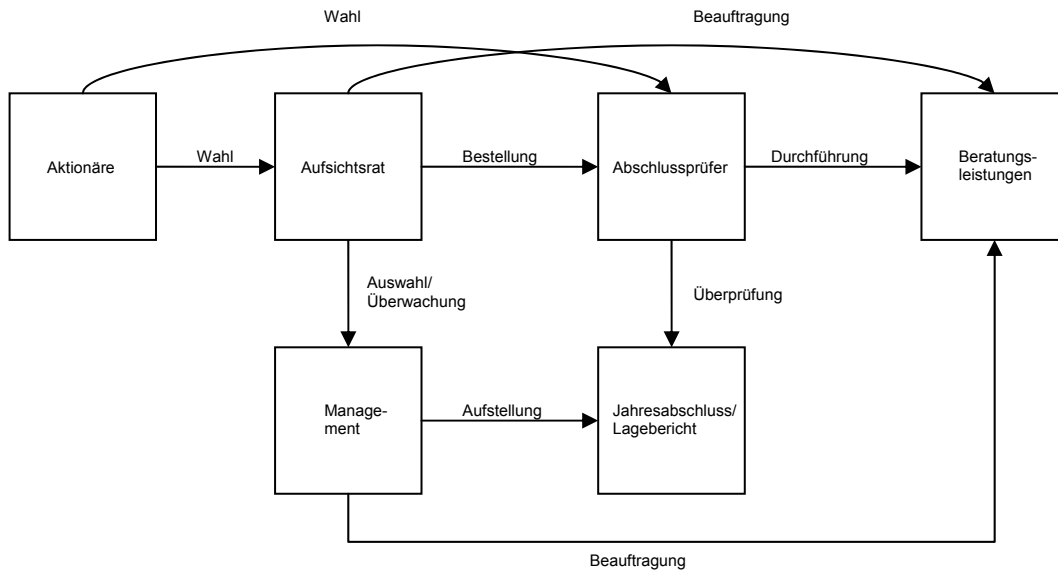 Wahl
Beauftragung
Aktionäre
Wahl
Aufsichtsrat
Bestellung
Abschlussprüfer
Durchführung
Beratungs-
leistungen
Auswahl/
Überwachung
Überprüfung
Manage-
ment
Aufstellung
Jahresabschluss/
Lagebericht
Beauftragung